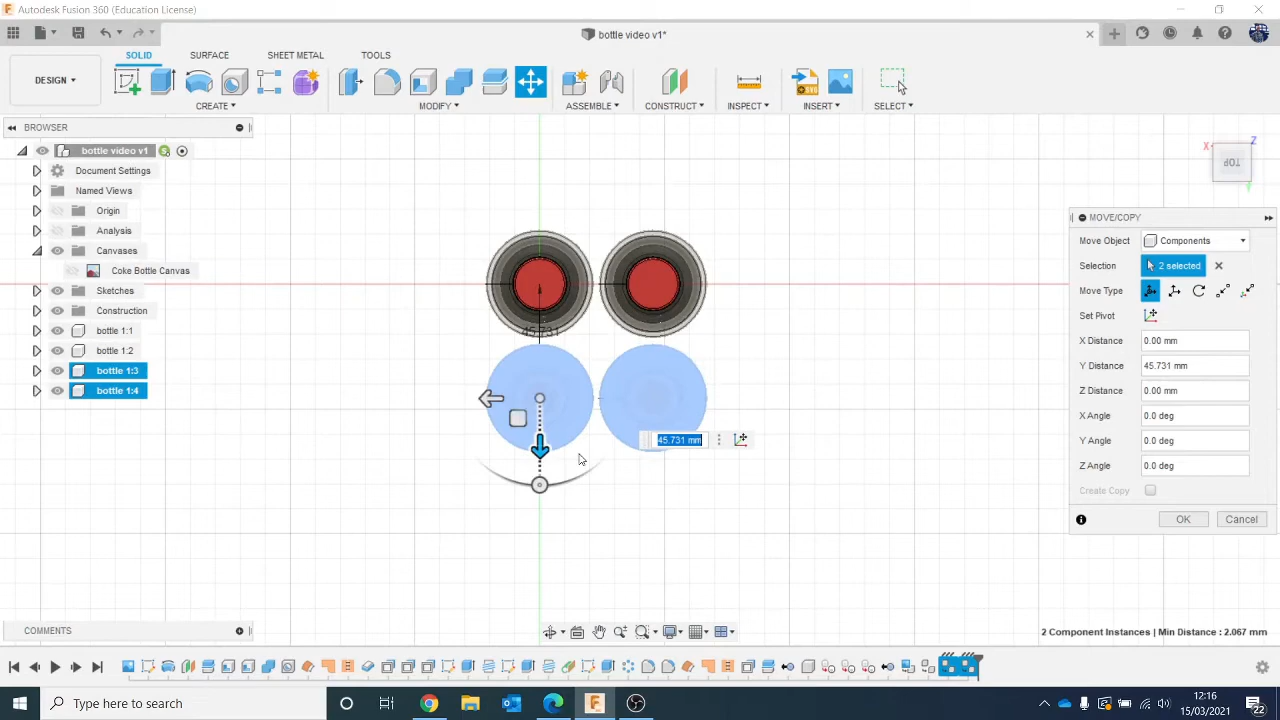 Autodesk Fusion 360 (Education License)
bottle video v1*
DESIGN
SOLID SURFACE SHEET METAL TOOLS
CREATE MODIFY ASSEMBLE CONSTRUCT INSPECT INSERT SELECT
BROWSER
bottle video v1
Document Settings
Named Views
Origin
Analysis
Canvases
Coke Bottle Canvas
Sketches
Construction
bottle 1:1
bottle 1:2
bottle 1:3
bottle 1:4
X Z
TOP
45.731
45.731 mm
MOVE/COPY
Move Object Components
Selection 2 selected
Move Type
Set Pivot
X Distance 0.00 mm
Y Distance 45.731 mm
Z Distance 0.00 mm
X Angle 0.0 deg
Y Angle 0.0 deg
Z Angle 0.0 deg
Create Copy
OK Cancel
COMMENTS
2 Component Instances | Min Distance : 2.067 mm
Type here to search
12:16
15/03/2021
22